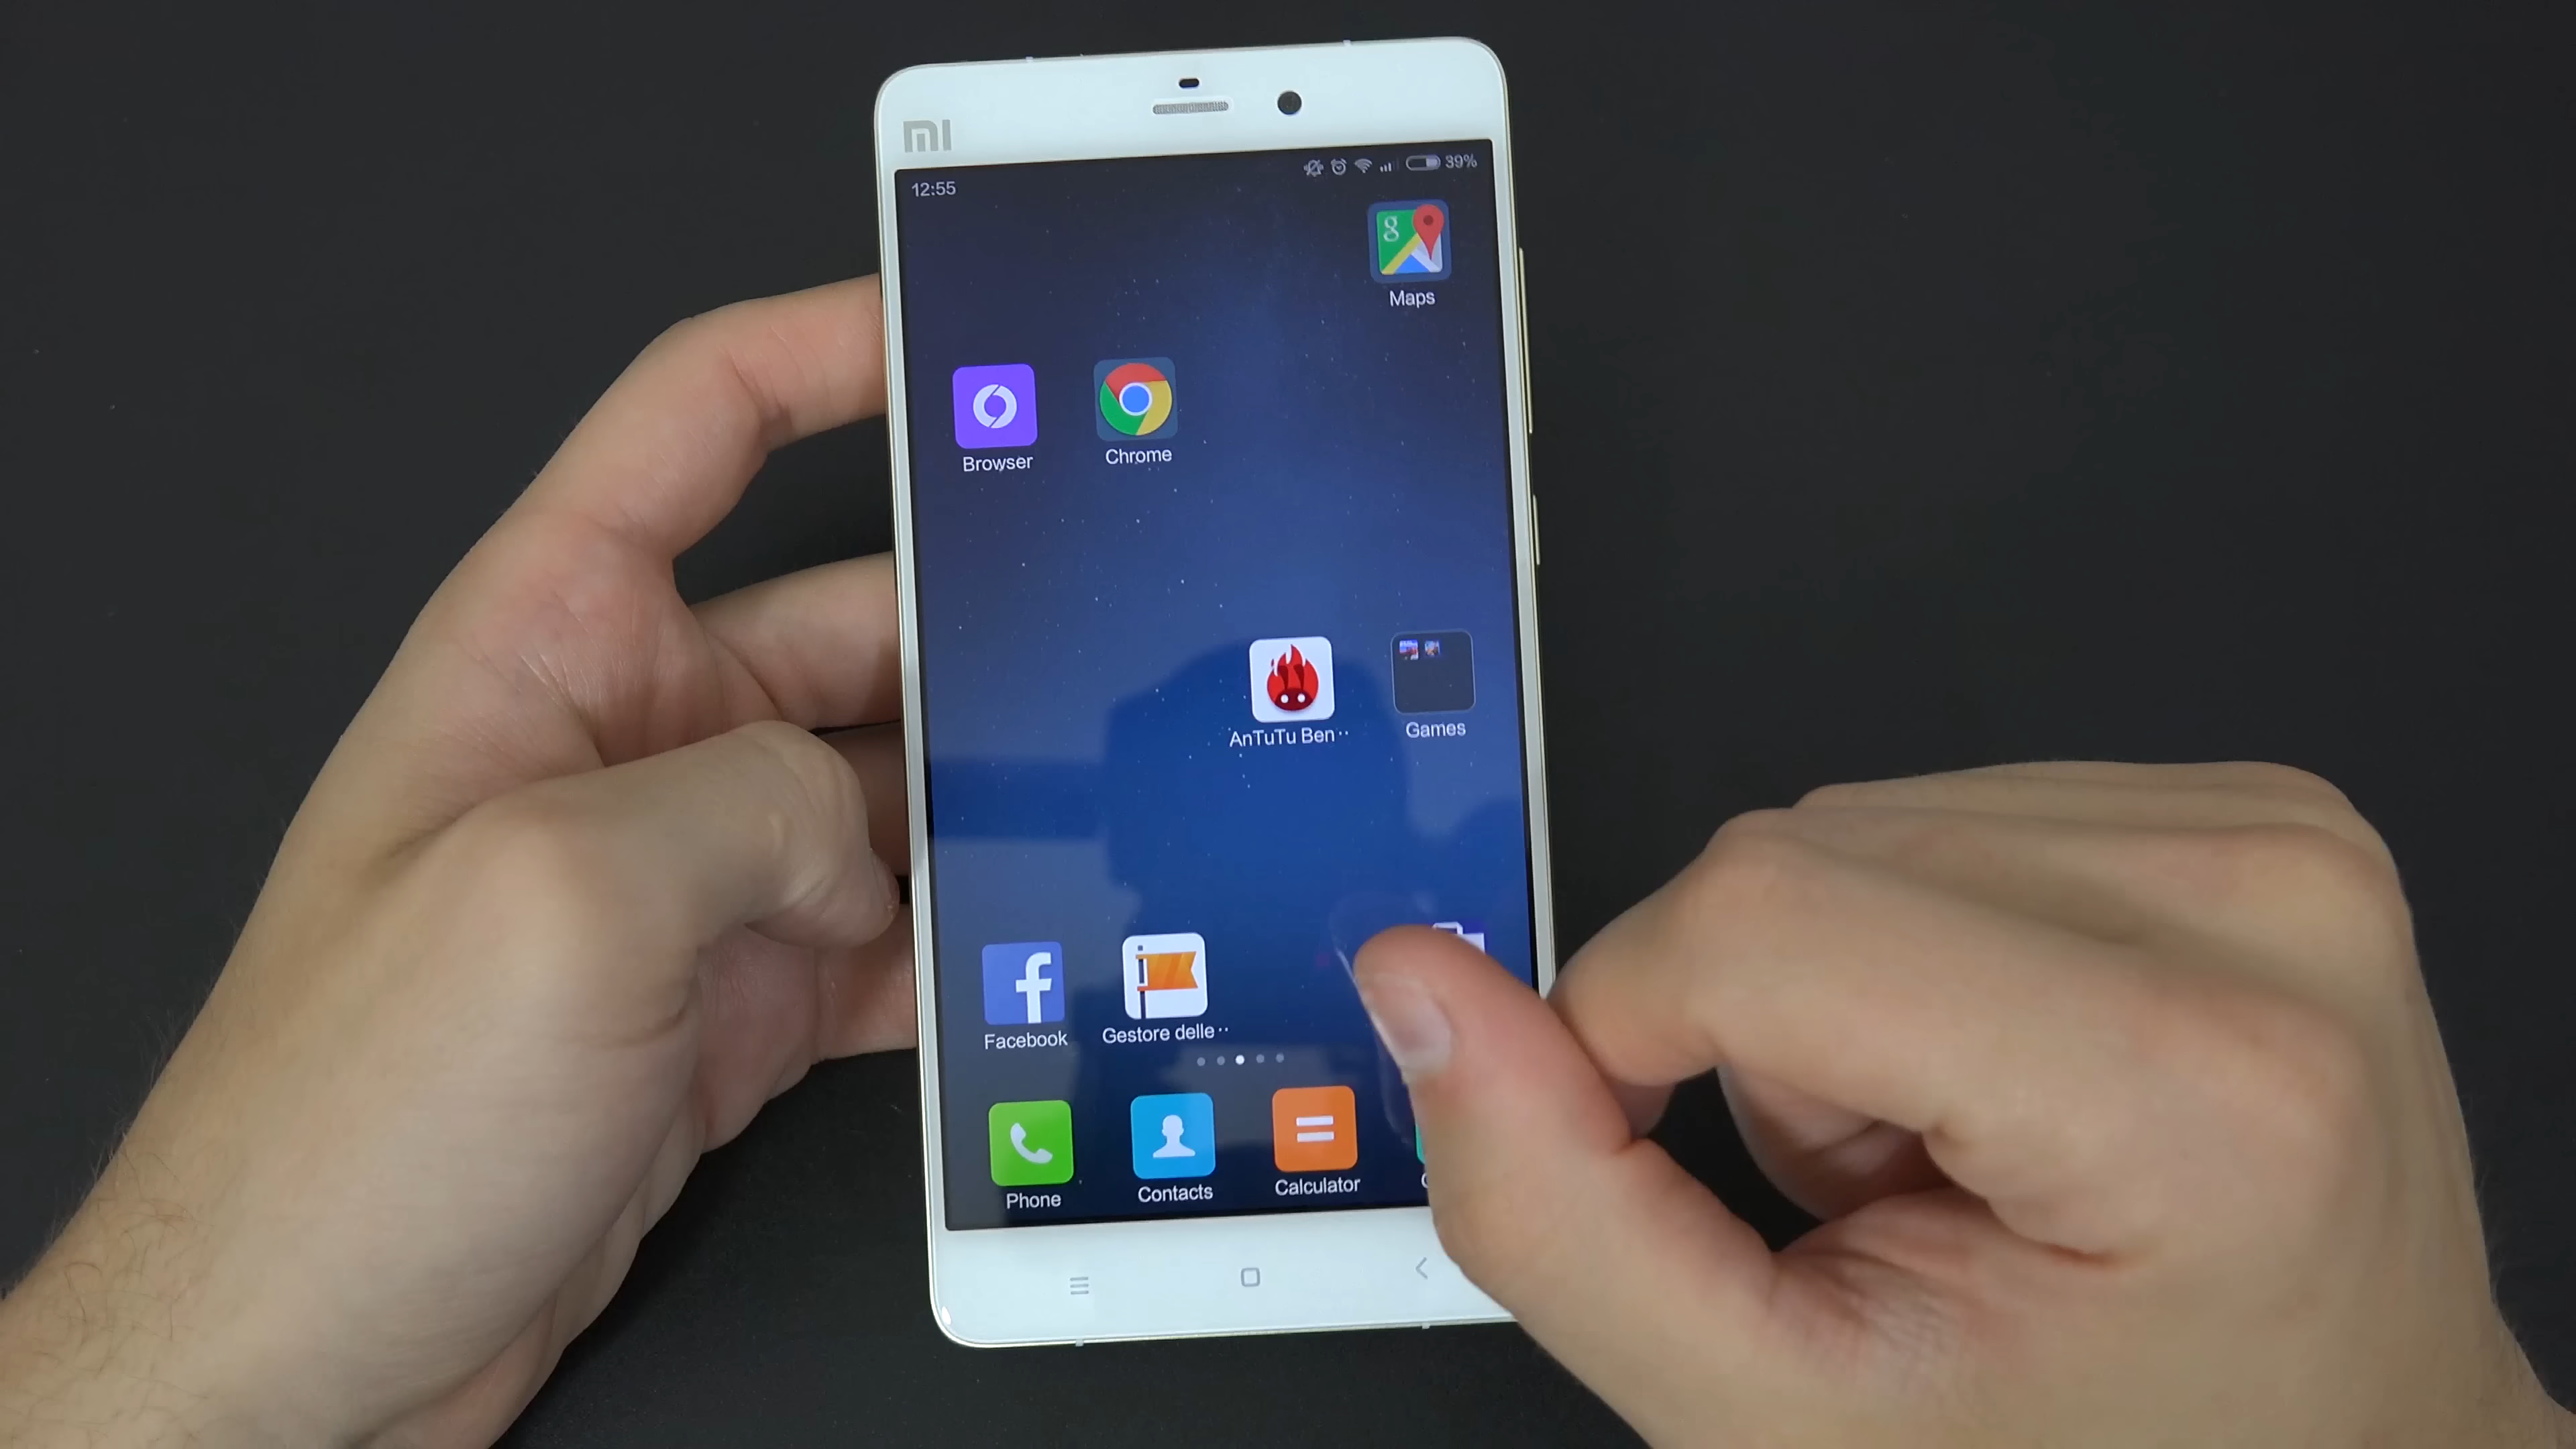 mi
12:55
39%
g
Maps
Browser
Chrome
AnTuTu Ben··
Games
f
Facebook
Gestore delle··
Phone
Contacts
Calculator